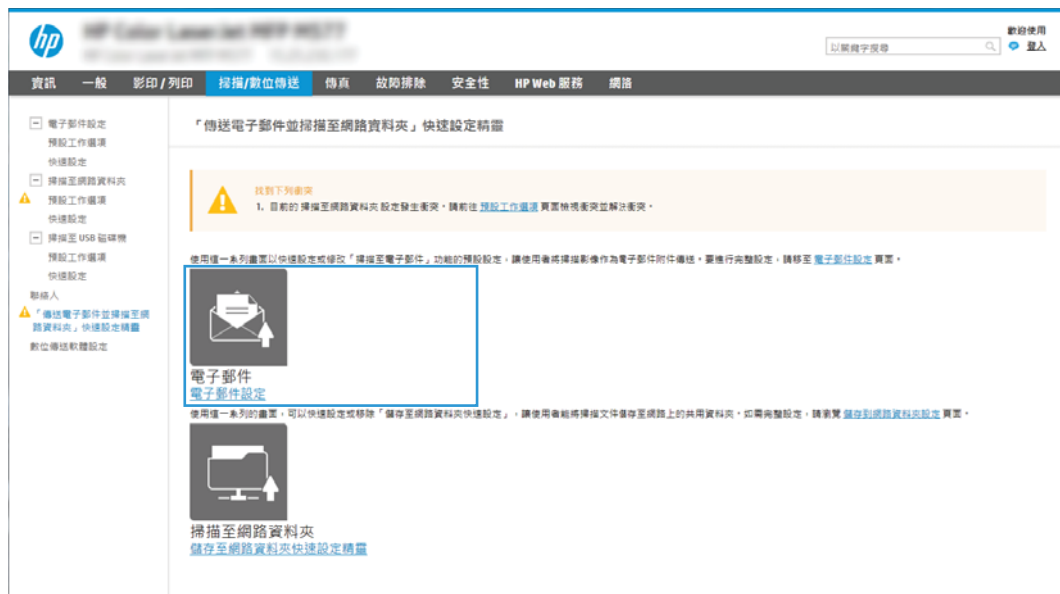 hp
歡迎使用
以關鍵字搜尋
登入
資訊 一般 影印 / 列印 掃描/數位傳送 傳真 故障排除 安全性 HP Web 服務 網路
電子郵件設定
預設工作選項
快速設定
掃描至網路資料夾
預設工作選項
快速設定
掃描至 USB 磁碟機
預設工作選項
快速設定
聯絡人
「傳送電子郵件並掃描至網
路資料夾」快速設定精靈
數位傳送軟體設定
「傳送電子郵件並掃描至網路資料夾」快速設定精靈
找到下列衝突
1. 目前的 掃描至網路資料夾 設定發生衝突。請前往 預設工作選項 頁面檢視衝突並解決衝突。
使用這一系列畫面以快速設定或修改「掃描至電子郵件」功能的預設設定，讓使用者將掃描影像作為電子郵件附件傳送。要進行完整設定，請移至 電子郵件設定 頁面。
電子郵件
電子郵件設定
使用這一系列的畫面，可以快速設定或移除「儲存至網路資料夾快速設定」，讓使用者能將掃描文件儲存至網路上的共用資料夾。如需完整設定，請瀏覽 儲存到網路資料夾設定 頁面。
掃描至網路資料夾
儲存至網路資料夾快速設定精靈